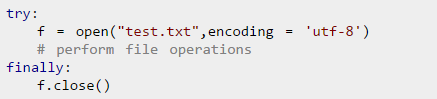 try:
    f = open("test.txt",encoding = 'utf-8')
    # perform file operations
finally:
    f.close()